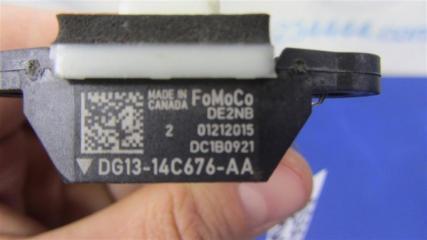 MADE IN
CANADA
FoMoCo
DE2NB
2 01212015
DC1B0921
DG13-14C676-AA